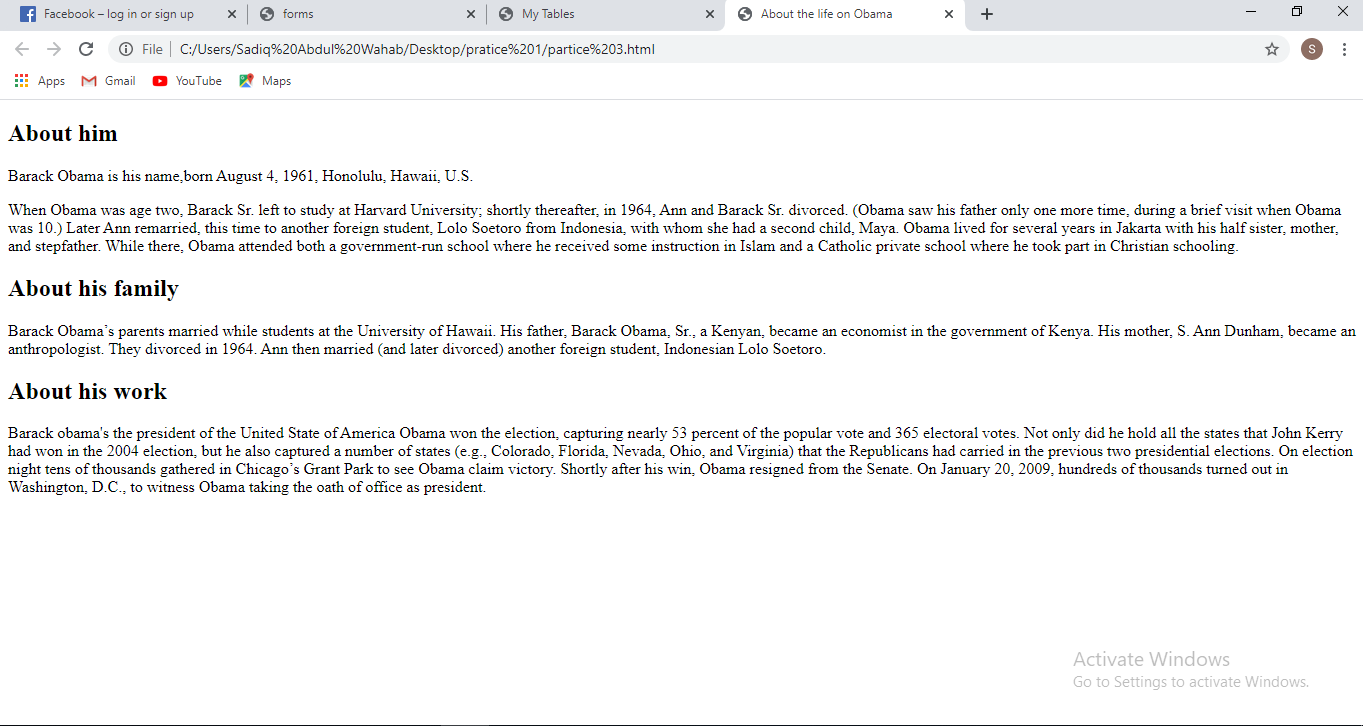 Facebook – log in or sign up
forms
My Tables
About the life on Obama
File
C:/Users/Sadiq%20Abdul%20Wahab/Desktop/pratice%201/partice%203.html
S
Apps
Gmail
YouTube
Maps
About him
Barack Obama is his name,born August 4, 1961, Honolulu, Hawaii, U.S.
When Obama was age two, Barack Sr. left to study at Harvard University; shortly thereafter, in 1964, Ann and Barack Sr. divorced. (Obama saw his father only one more time, during a brief visit when Obama
was 10.) Later Ann remarried, this time to another foreign student, Lolo Soetoro from Indonesia, with whom she had a second child, Maya. Obama lived for several years in Jakarta with his half sister, mother,
and stepfather. While there, Obama attended both a government-run school where he received some instruction in Islam and a Catholic private school where he took part in Christian schooling.
About his family
Barack Obama’s parents married while students at the University of Hawaii. His father, Barack Obama, Sr., a Kenyan, became an economist in the government of Kenya. His mother, S. Ann Dunham, became an
anthropologist. They divorced in 1964. Ann then married (and later divorced) another foreign student, Indonesian Lolo Soetoro.
About his work
Barack obama's the president of the United State of America Obama won the election, capturing nearly 53 percent of the popular vote and 365 electoral votes. Not only did he hold all the states that John Kerry
had won in the 2004 election, but he also captured a number of states (e.g., Colorado, Florida, Nevada, Ohio, and Virginia) that the Republicans had carried in the previous two presidential elections. On election
night tens of thousands gathered in Chicago’s Grant Park to see Obama claim victory. Shortly after his win, Obama resigned from the Senate. On January 20, 2009, hundreds of thousands turned out in
Washington, D.C., to witness Obama taking the oath of office as president.
Activate Windows
Go to Settings to activate Windows.